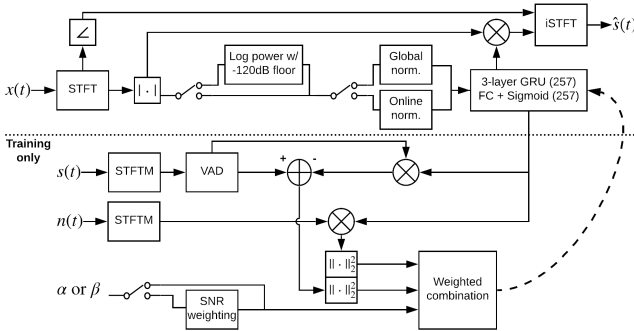 ∠
iSTFT
ŝ(t)
x(t)
STFT
| · |
Log power w/
-120dB floor
Global
norm.
Online
norm.
3-layer GRU (257)
FC + Sigmoid (257)
Training
only
s(t)
STFTM
VAD
+
-
n(t)
STFTM
|| · ||₂²
|| · ||₂²
Weighted
combination
α or β
SNR
weighting